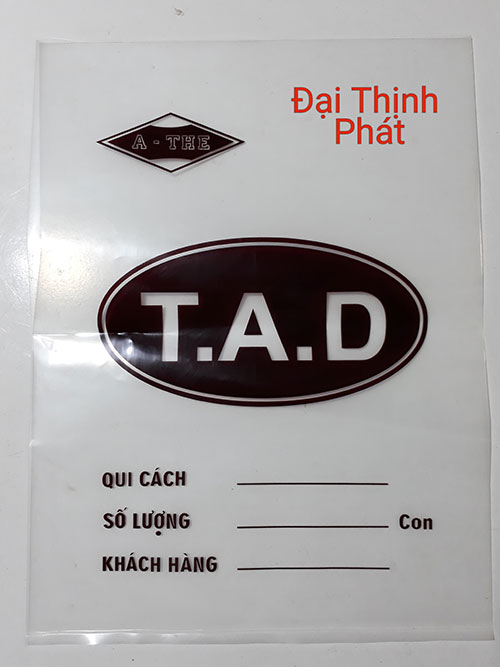 Đại Thịnh
Phát
A - THE
T.A.D
QUI CÁCH
SỐ LƯỢNG Con
KHÁCH HÀNG